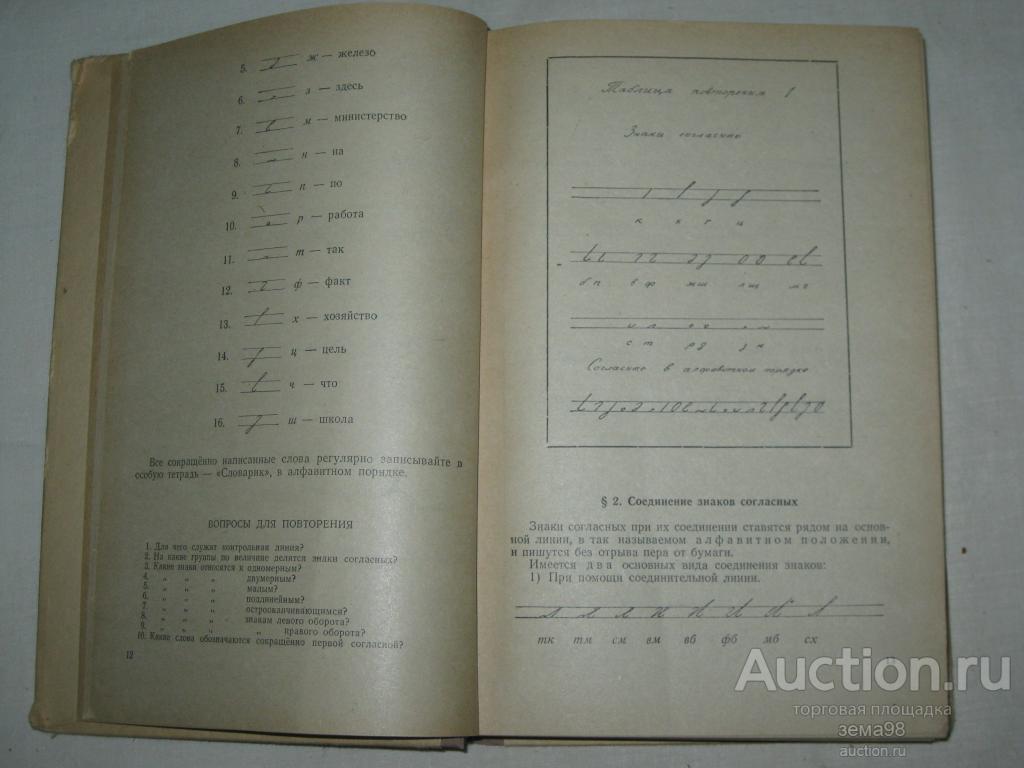 5. ж — железо
6. з — здесь
7. м — министерство
8. н — на
9. п — по
10. р — работа
11. т — так
12. ф — факт
13. х — хозяйство
14. ц — цель
15. ч — что
16. ш — школа
Все сокращённо написанные слова регулярно записывайте в
особую тетрадь — «Словарик», в алфавитном порядке.
ВОПРОСЫ ДЛЯ ПОВТОРЕНИЯ
1. Для чего служит контрольная линия?
2. На какие группы по величине делятся знаки согласных?
3. Какие знаки относятся к одномерным?
4. „ „ „ двумерным?
5. „ „ „ малым?
6. „ „ „ подлинейным?
7. „ „ „ остроокanчивающимся?
8. „ „ „ знакам левого оборота?
9. „ „ „ „ правого оборота?
10. Какие слова обозначаются сокращённо первой согласной?
12
Таблица повторения 1
Знаки согласных
к х г ц
б п в ф ж ш л щ м ч
с т р д з н
Согласные в алфавитном порядке
§ 2. Соединение знаков согласных
Знаки согласных при их соединении ставятся рядом на основ-
ной линии, в так называемом алфавитном положении,
и пишутся без отрыва пера от бумаги.
Имеется два основных вида соединения знаков:
1) При помощи соединительной линии.
тк тм см вм вб фб мб сх
Auction.ru
торговая площадка
зема98
auction.ru